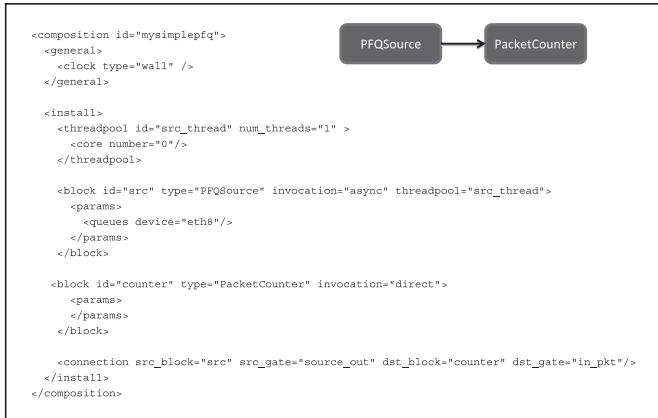 PFQSource PacketCounter
<composition id="mysimplepfq">
<general>
<clock type="wall" />
</general>
<install>
<threadpool id="src_thread" num_threads="1" >
<core number="0"/>
</threadpool>
<block id="src" type="PFQSource" invocation="async" threadpool="src_thread">
<params>
<queues device="eth8"/>
</params>
</block>
<block id="counter" type="PacketCounter" invocation="direct">
<params>
</params>
</block>
<connection src_block="src" src_gate="source_out" dst_block="counter" dst_gate="in_pkt"/>
</install>
</composition>